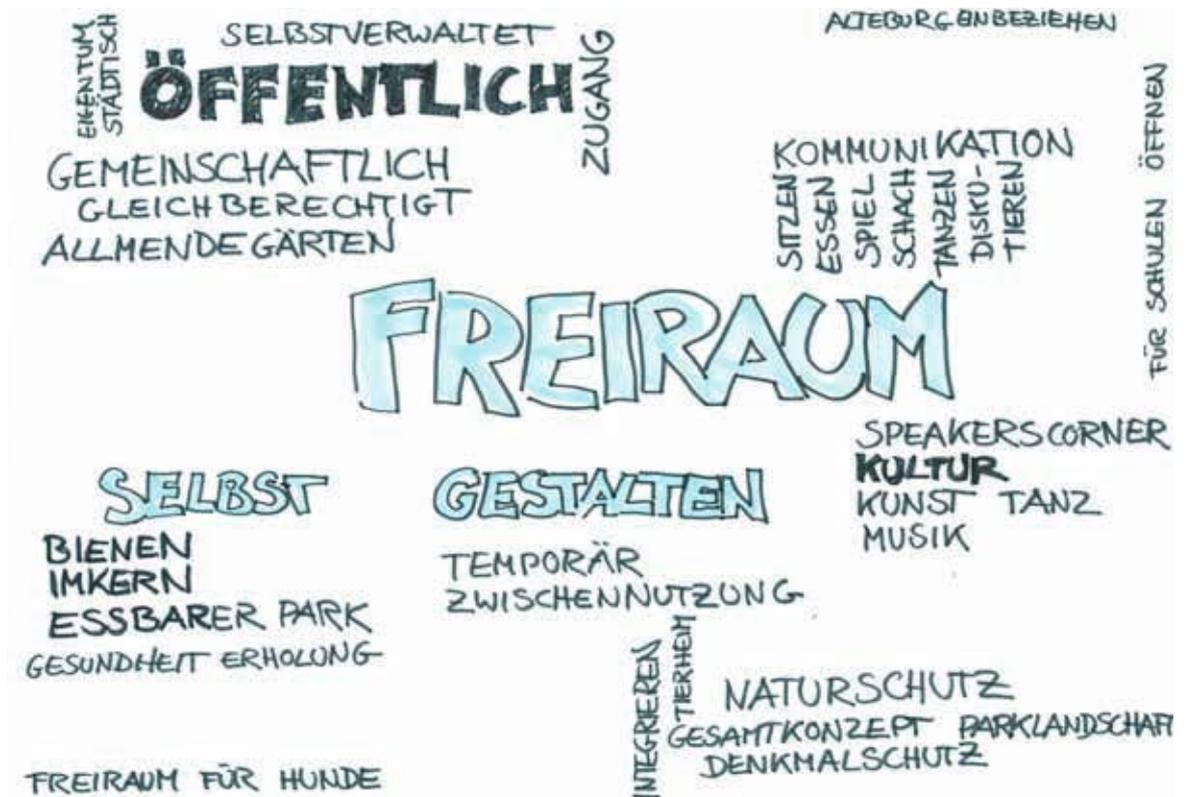 EIGENTUM
STÄDTISCH
SELBSTVERWALTET
ÖFFENTLICH
ZUGANG
GEMEINSCHAFTLICH
GLEICHBERECHTIGT
ALLMENDEGÄRTEN
ALTEBURG ENBEZIEHEN
KOMMUNIKATION
SITZEN
ESSEN
SPIEL
SCHACH
TANZEN
DISKU-
TIEREN
FÜR SCHULEN ÖFFNEN
FREIRAUM
SPEAKERSCORNER
KULTUR
KUNST TANZ
MUSIK
SELBST GESTALTEN
BIENEN
IMKERN
ESSBARER PARK
GESUNDHEIT ERHOLUNG
TEMPORÄR
ZWISCHENNUTZUNG
INTEGRIEREN
TIERHEIM
NATURSCHUTZ
GESAMTKONZEPT PARKLANDSCHAFT
DENKMALSCHUTZ
FREIRAUM FÜR HUNDE